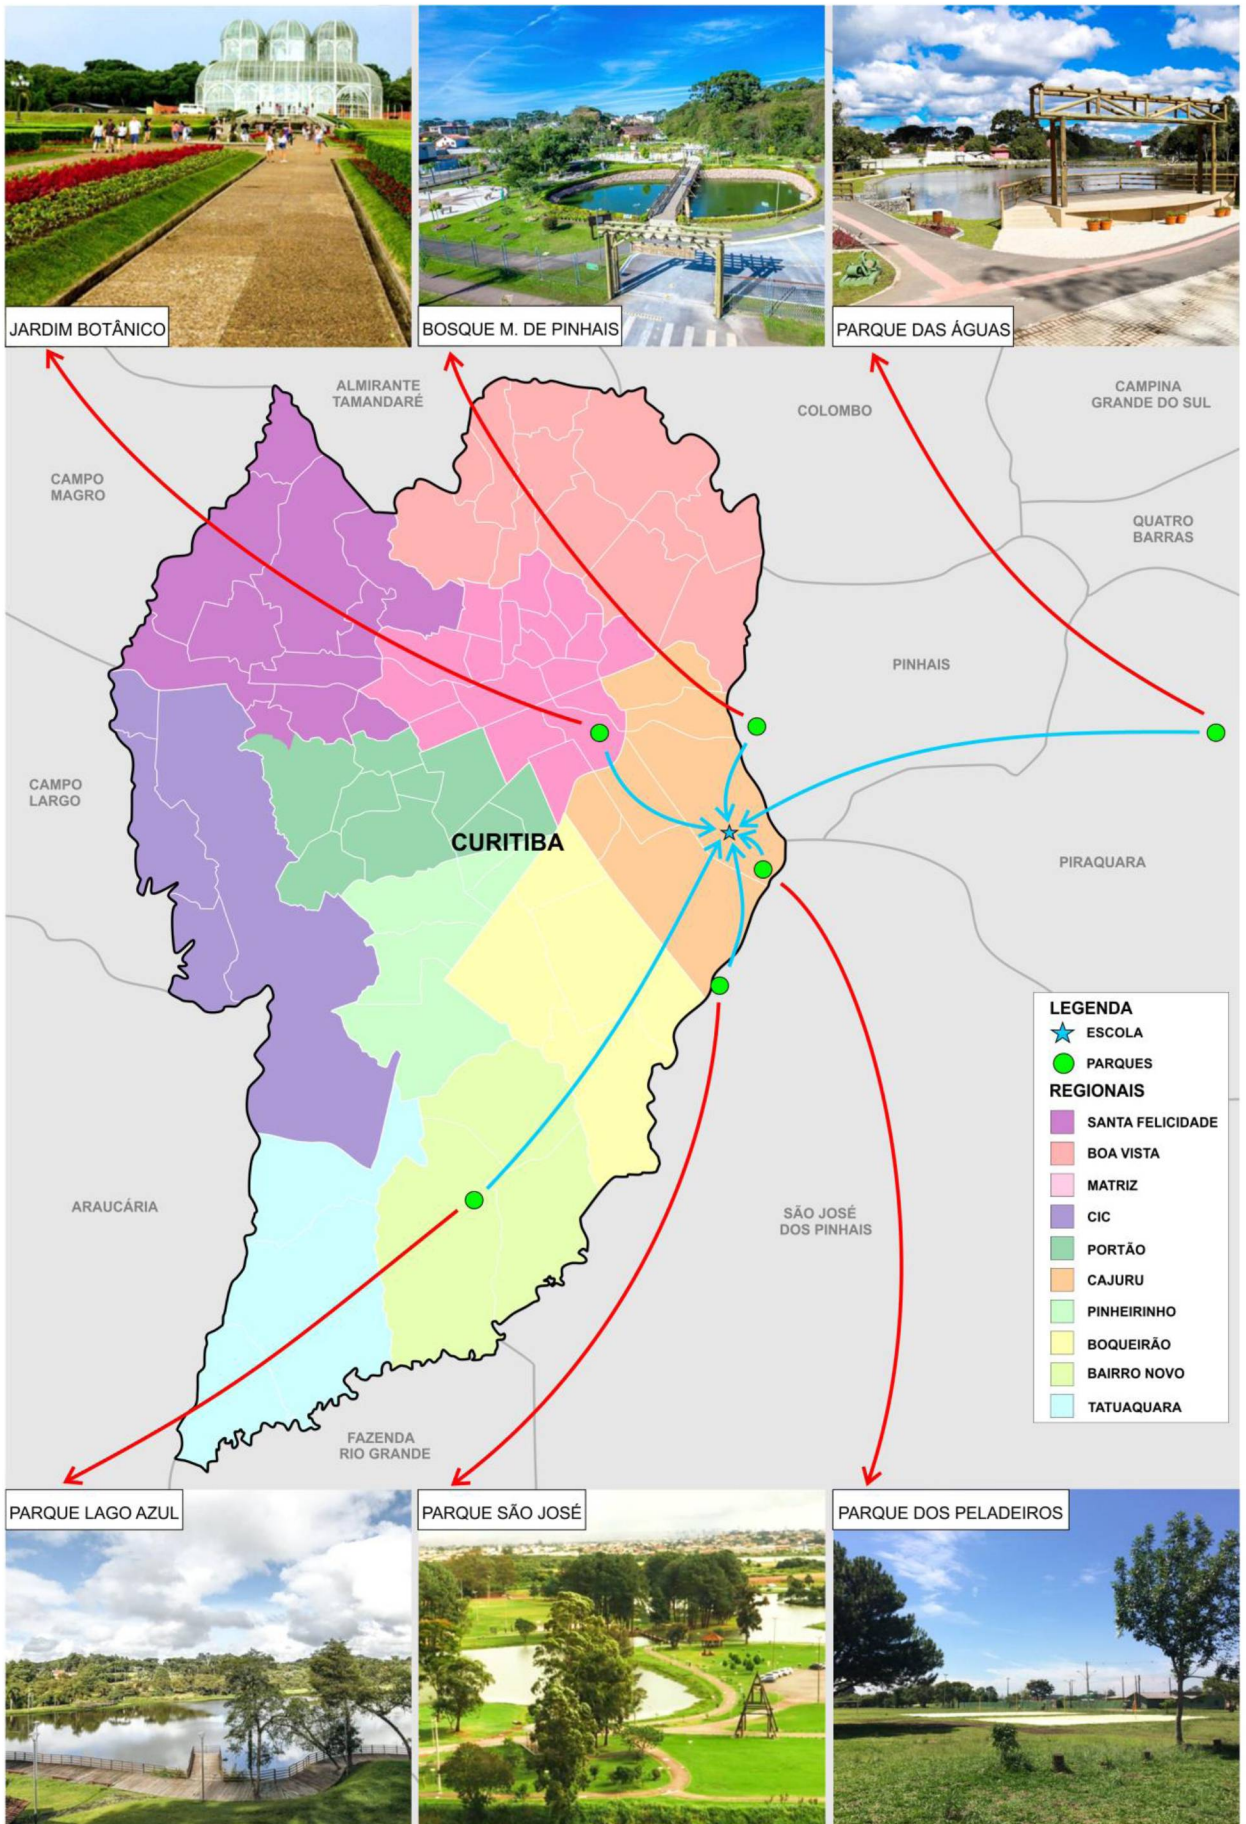 JARDIM BOTÂNICO
BOSQUE M. DE PINHAIS
PARQUE DAS ÁGUAS
ALMIRANTE
TAMANDARÉ
COLOMBO
CAMPINA
GRANDE DO SUL
CAMPO
MAGRO
QUATRO
BARRAS
PINHAIS
CAMPO
LARGO
CURITIBA
PIRAQUARA
ARAUCÁRIA
SÃO JOSÉ
DOS PINHAIS
FAZENDA
RIO GRANDE
LEGENDA
ESCOLA
PARQUES
REGIONAIS
SANTA FELICIDADE
BOA VISTA
MATRIZ
CIC
PORTÃO
CAJURU
PINHEIRINHO
BOQUEIRÃO
BAIRRO NOVO
TATUAQUARA
PARQUE LAGO AZUL
PARQUE SÃO JOSÉ
PARQUE DOS PELADEIROS